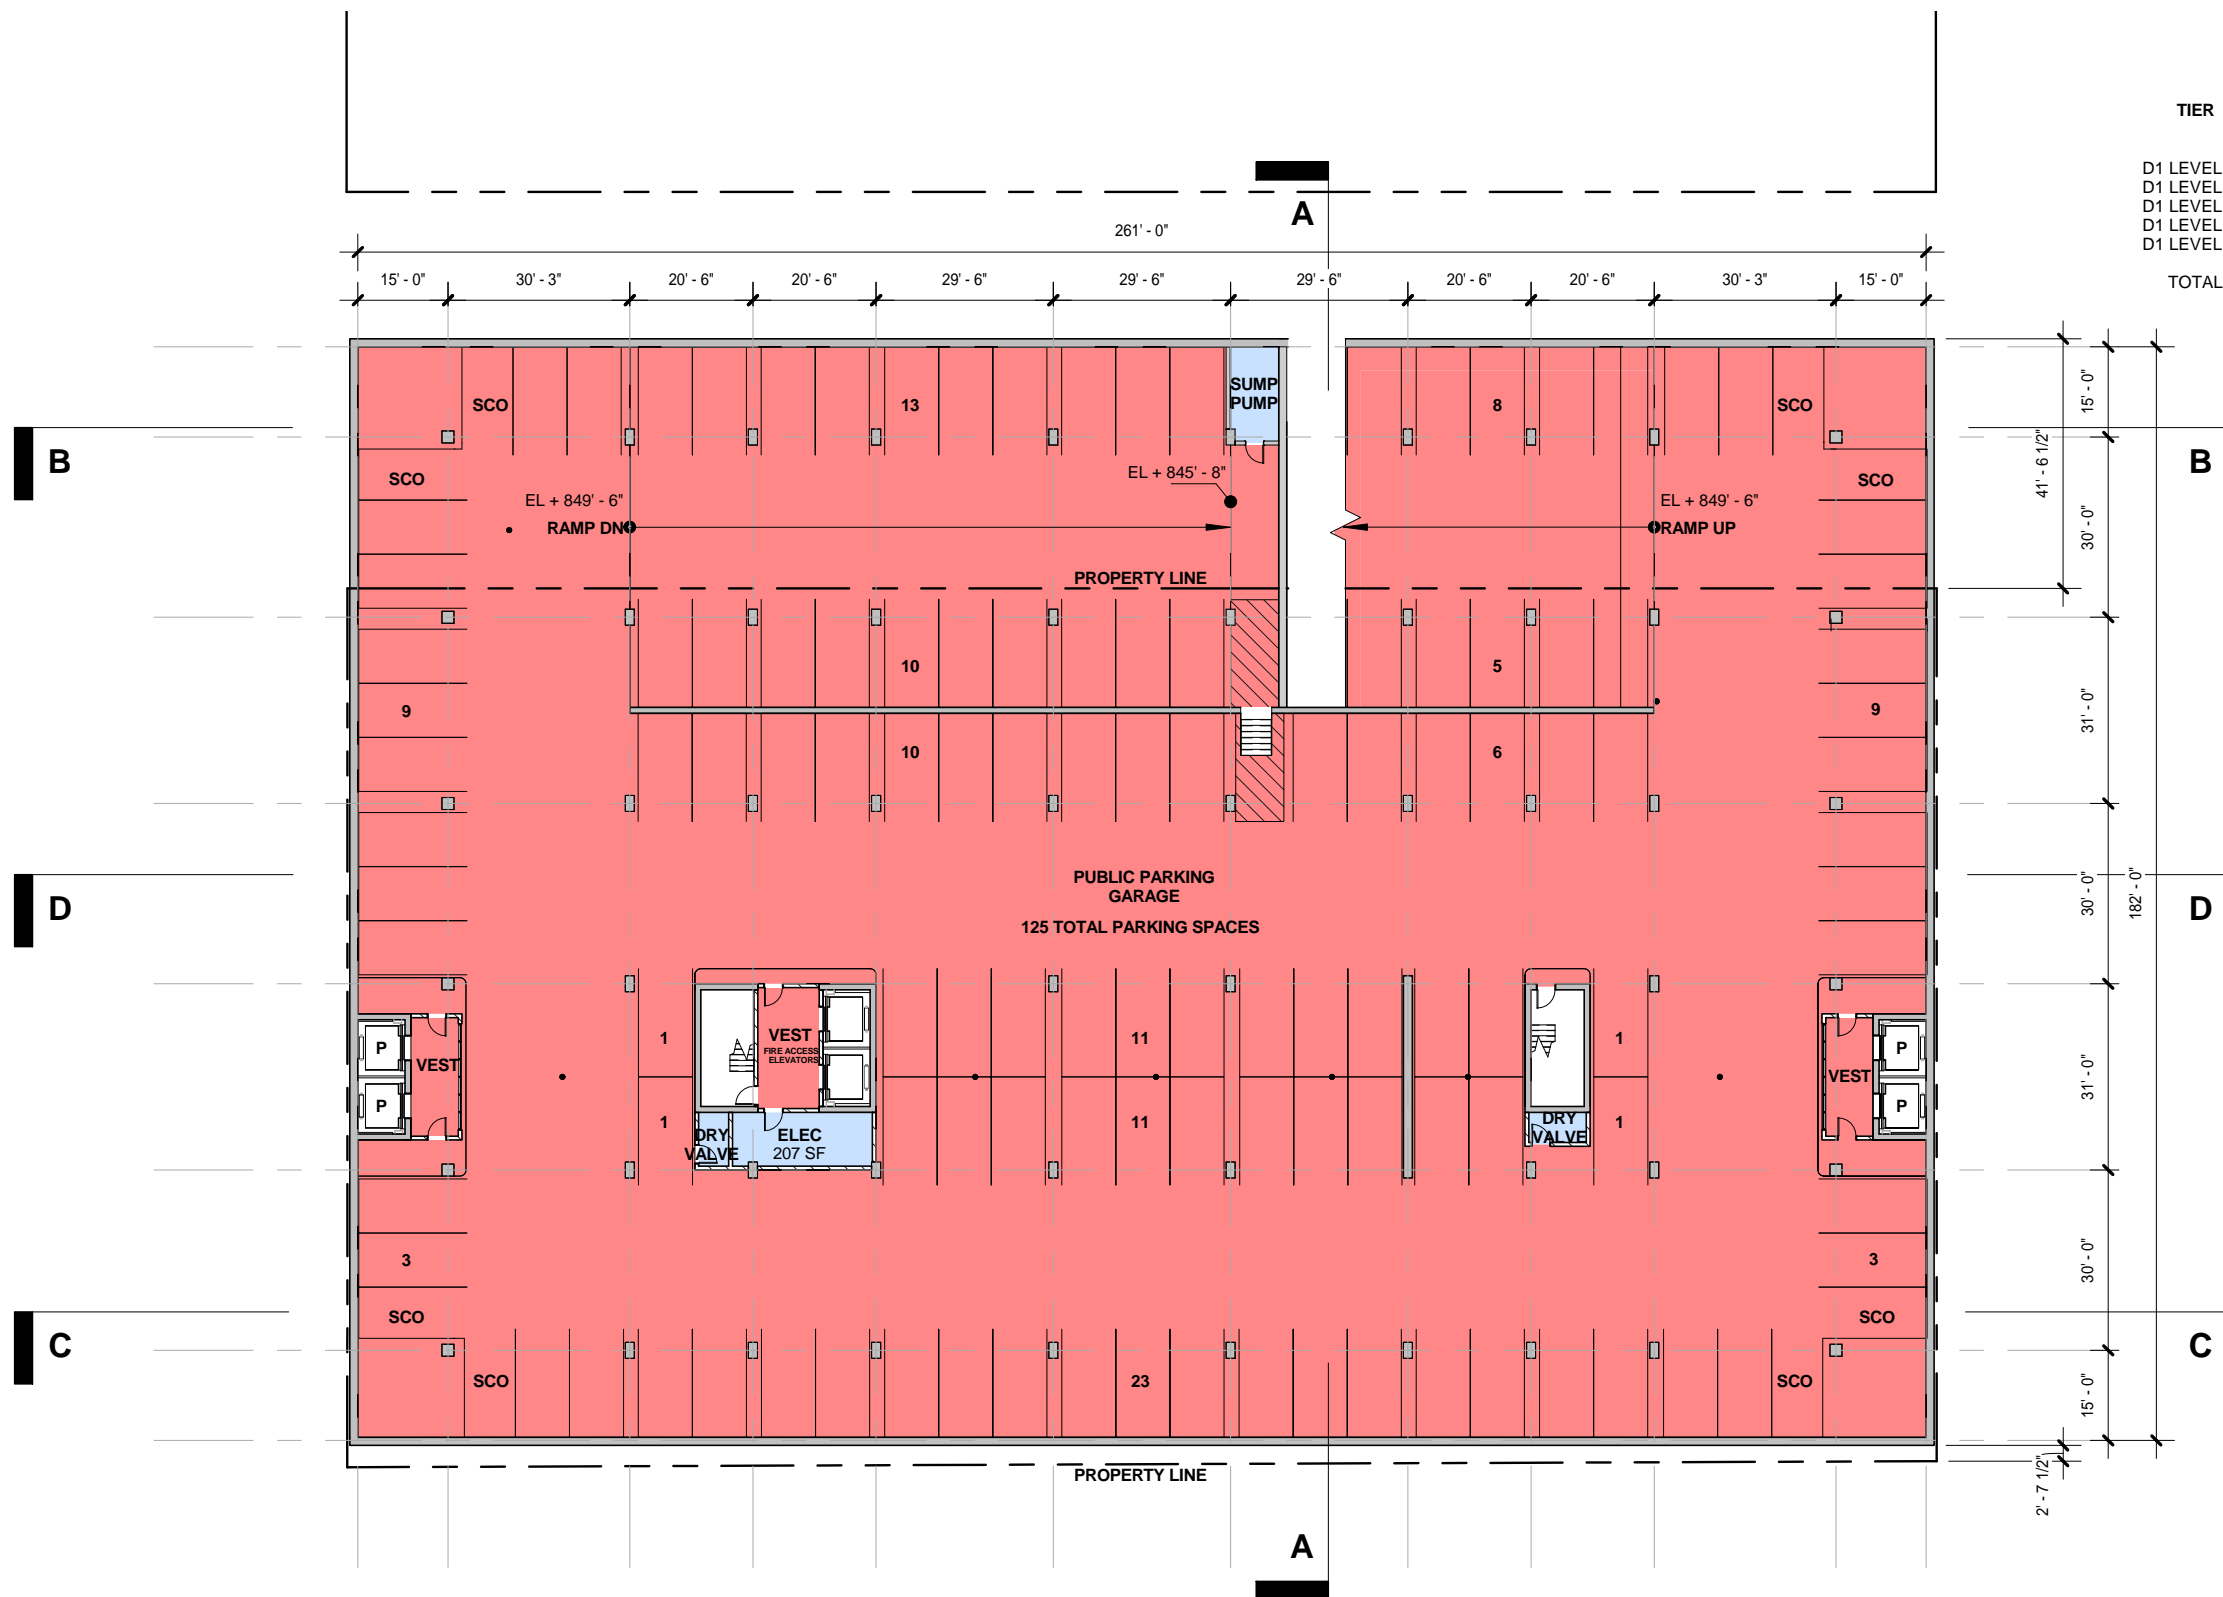 TIER
D1 LEVEL
D1 LEVEL
D1 LEVEL
D1 LEVEL
D1 LEVEL
TOTAL
A
261' - 0"
15' - 0"
30' - 3"
20' - 6"
20' - 6"
29' - 6"
29' - 6"
29' - 6"
20' - 6"
20' - 6"
30' - 3"
15' - 0"
SCO
13
SUMP
PUMP
8
SCO
15' - 0"
B
SCO
EL + 849' - 6"
RAMP DN
EL + 845' - 8"
EL + 849' - 6"
RAMP UP
SCO
41' - 6 1/2"
B
30' - 0"
PROPERTY LINE
10
5
9
9
31' - 0"
10
6
D
PUBLIC PARKING
GARAGE
125 TOTAL PARKING SPACES
30' - 0"
182' - 0"
D
P
P
VEST
1
1
VEST
FIRE ACCESS
ELEVATORS
DRY
VALVE
ELEC
207 SF
11
11
DRY
VALVE
1
1
VEST
P
P
31' - 0"
3
SCO
3
SCO
30' - 0"
C
SCO
23
SCO
C
15' - 0"
PROPERTY LINE
2' - 7 1/2"
A